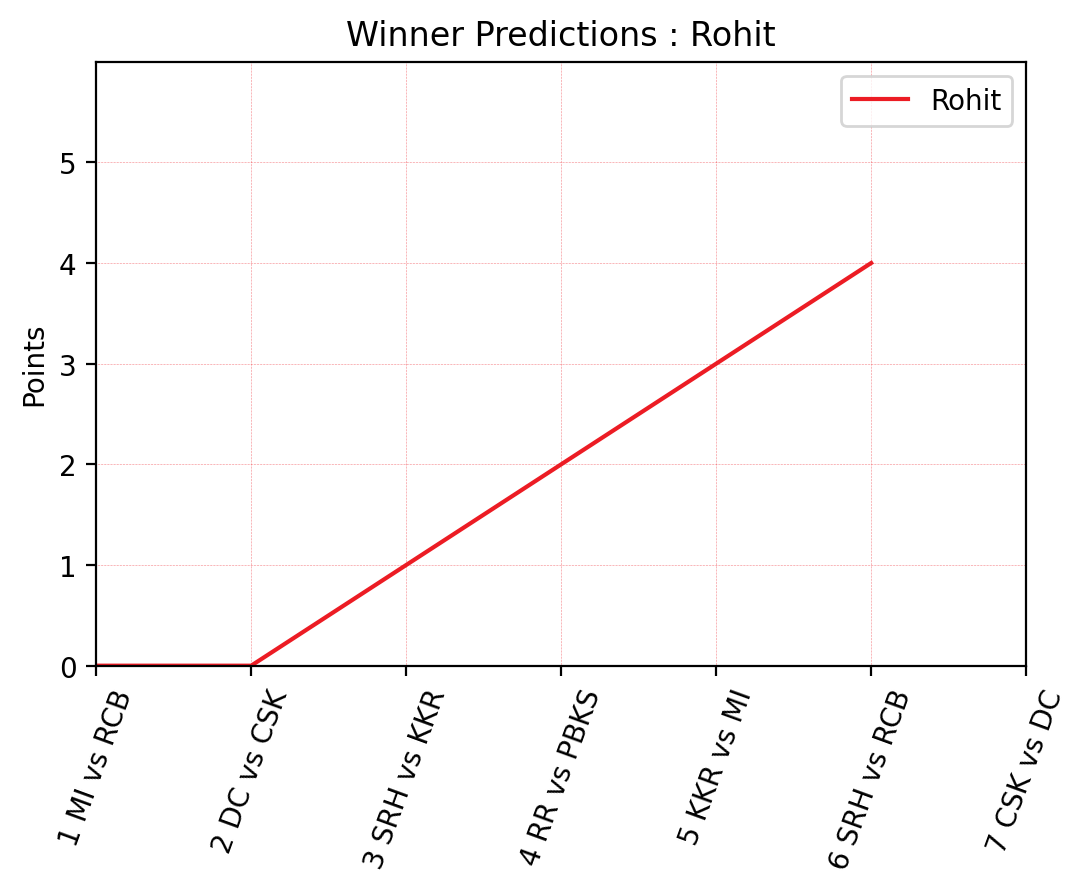 Winner Predictions : Rohit
Rohit
Points
5
4
3
2
1
0
1 MI vs RCB
2 DC vs CSK
3 SRH vs KKR
4 RR vs PBKS
5 KKR vs MI
6 SRH vs RCB
7 CSK vs DC